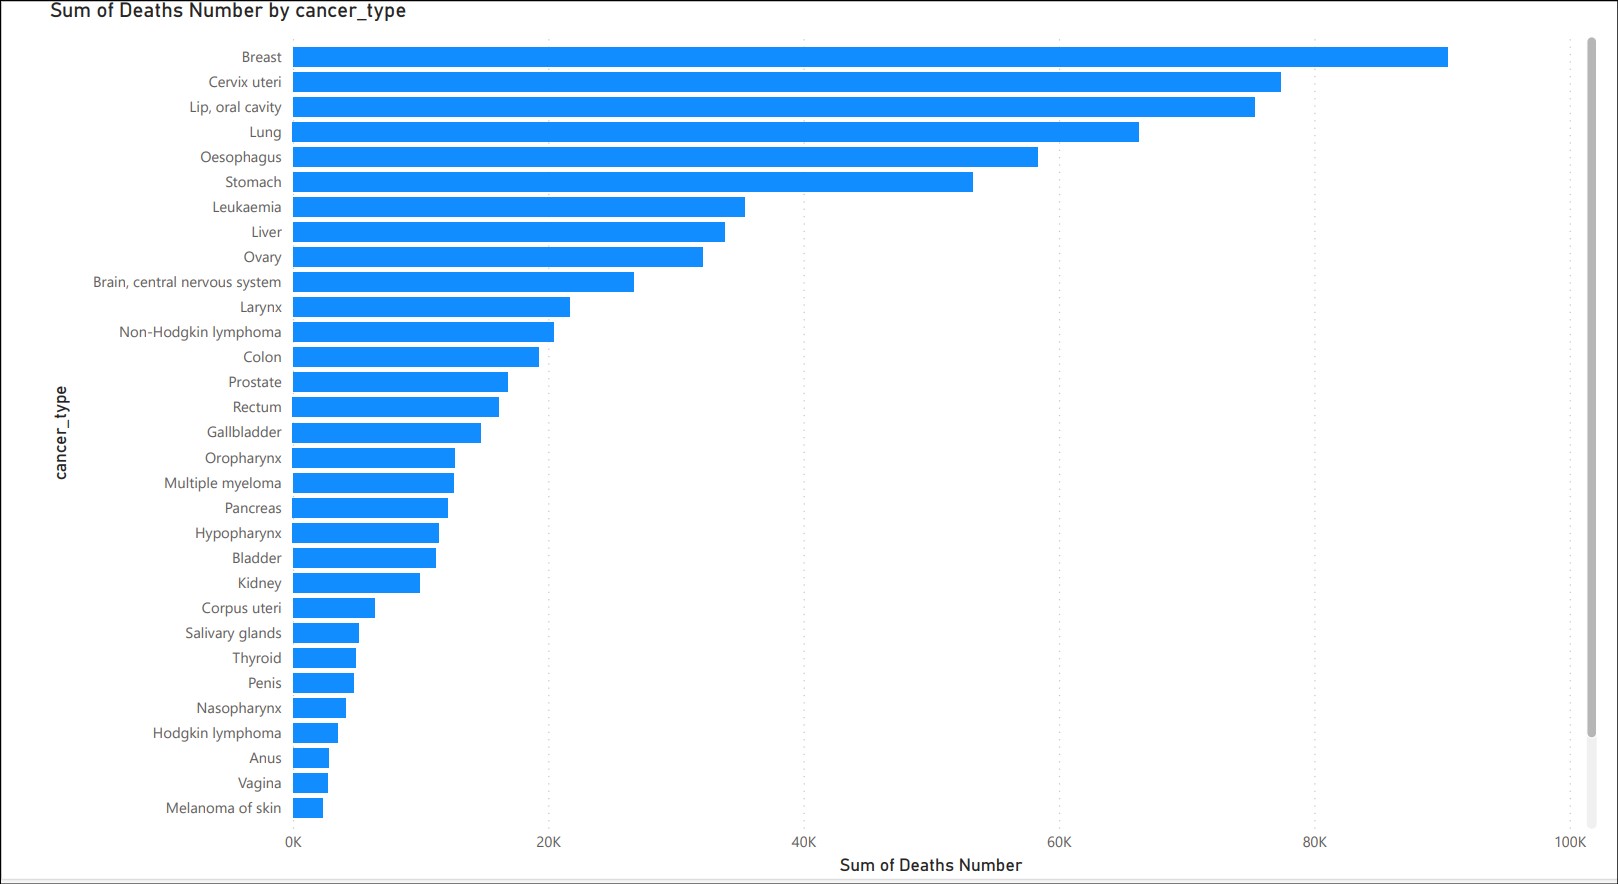 Sum of Deaths Number by cancer_type
cancer_type
Breast
Cervix uteri
Lip, oral cavity
Lung
Oesophagus
Stomach
Leukaemia
Liver
Ovary
Brain, central nervous system
Larynx
Non-Hodgkin lymphoma
Colon
Prostate
Rectum
Gallbladder
Oropharynx
Multiple myeloma
Pancreas
Hypopharynx
Bladder
Kidney
Corpus uteri
Salivary glands
Thyroid
Penis
Nasopharynx
Hodgkin lymphoma
Anus
Vagina
Melanoma of skin
0K 20K 40K 60K 80K 100K
Sum of Deaths Number